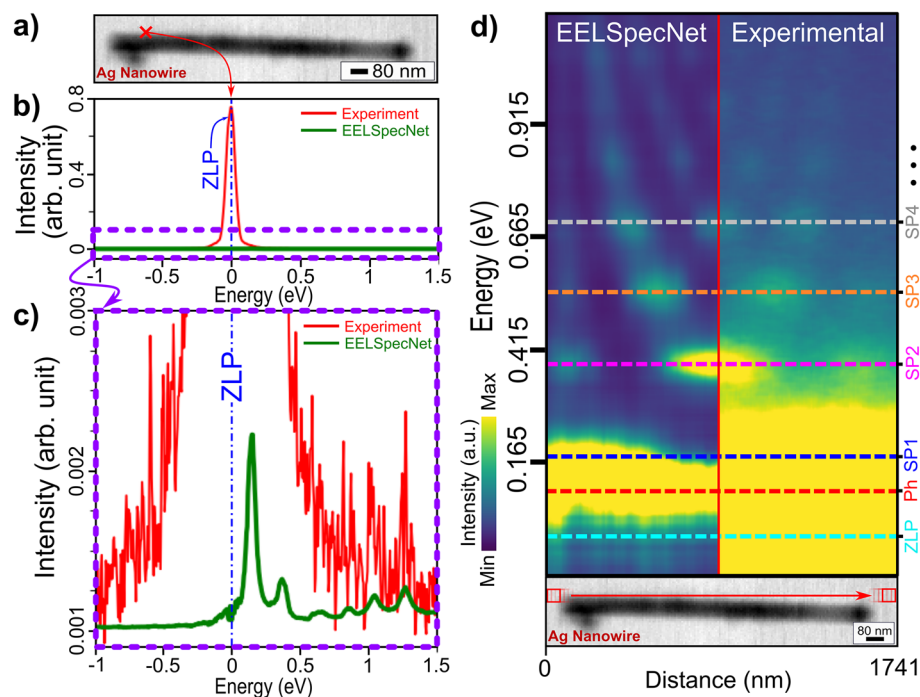 a)
Ag Nanowire
80 nm
b)
Intensity
(arb. unit)
0.8
0.4
0
ZLP
Experiment
EELSpecNet
-1
-0.5
0
0.5
1
1.5
Energy (eV)
c)
Intensity (arb. unit)
0.003
0.002
0.001
ZLP
Experiment
EELSpecNet
-1
-0.5
0
0.5
1
1.5
Energy (eV)
d)
EELSpecNet
Experimental
Energy (eV)
0.915
0.665
0.415
0.165
SP4
SP3
SP2
SP1
Ph
ZLP
Intensity (a.u.)
Min
Max
Ag Nanowire
80 nm
0
Distance (nm)
1741